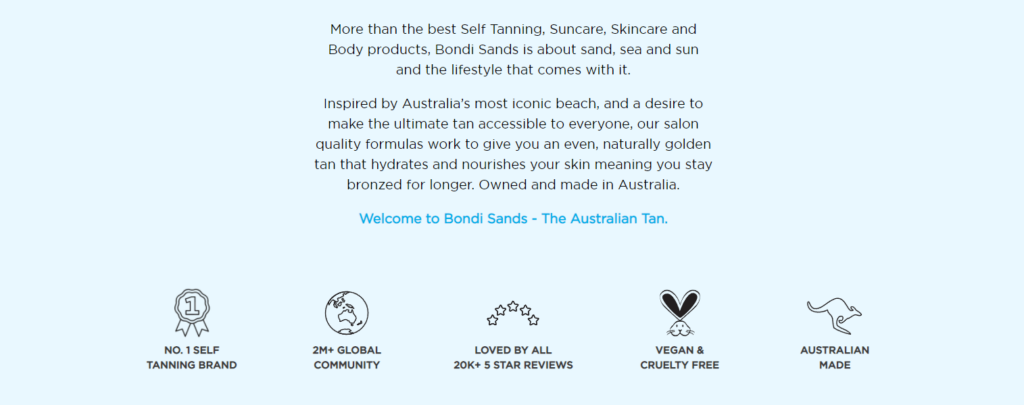 More than the best Self Tanning, Suncare, Skincare and
Body products, Bondi Sands is about sand, sea and sun
and the lifestyle that comes with it.
Inspired by Australia’s most iconic beach, and a desire to
make the ultimate tan accessible to everyone, our salon
quality formulas work to give you an even, naturally golden
tan that hydrates and nourishes your skin meaning you stay
bronzed for longer. Owned and made in Australia.
Welcome to Bondi Sands - The Australian Tan.
1
NO. 1 SELF
TANNING BRAND
2M+ GLOBAL
COMMUNITY
LOVED BY ALL
20K+ 5 STAR REVIEWS
VEGAN &
CRUELTY FREE
AUSTRALIAN
MADE